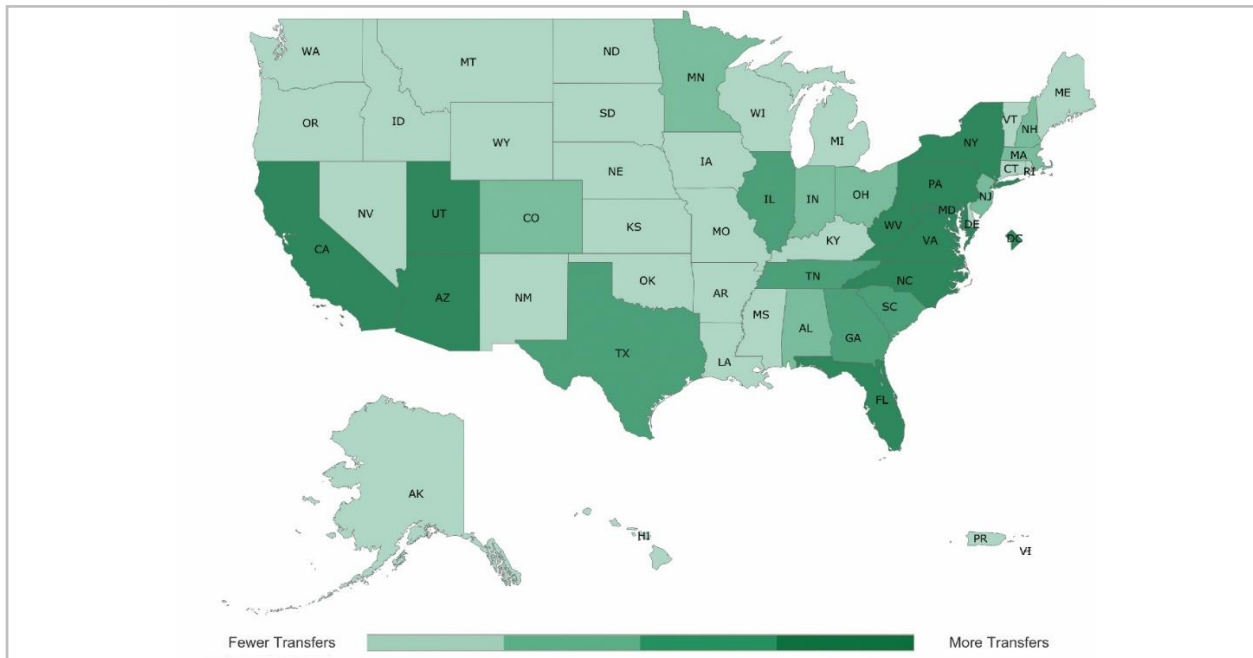 WA
MT
ND
MN
ME
OR
ID
SD
WI
VT
NH
WY
MI
NY
MA
CT
RI
NE
IA
PA
NJ
NV
UT
CO
IL
IN
OH
MD
DE
KS
MO
WV
VA
DC
CA
KY
AZ
NM
OK
TN
NC
AR
SC
MS
AL
GA
TX
LA
FL
AK
HI
PR
VI
Fewer Transfers
More Transfers